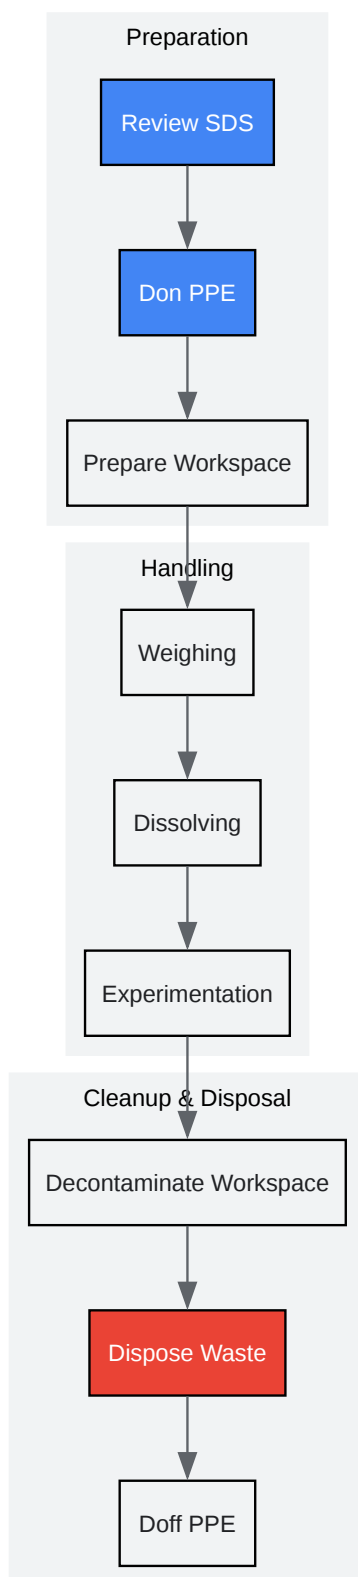 Preparation
Review SDS
Don PPE
Prepare Workspace
Handling
Weighing
Dissolving
Experimentation
Cleanup & Disposal
Decontaminate Workspace
Dispose Waste
Doff PPE